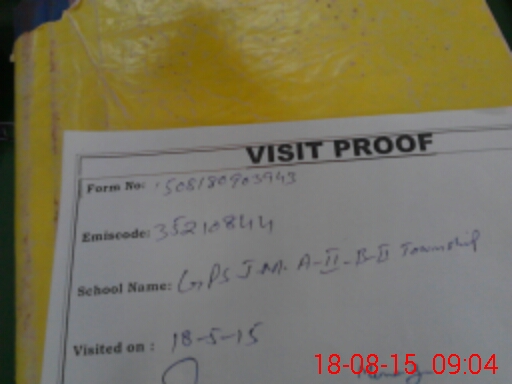 VISIT PROOF
Form No: 1508180903943
Emiscode: 35210844
School Name: GPS J.M. A-II-B-II Township
Visited on : 18-5-15
18-08-15 09:04